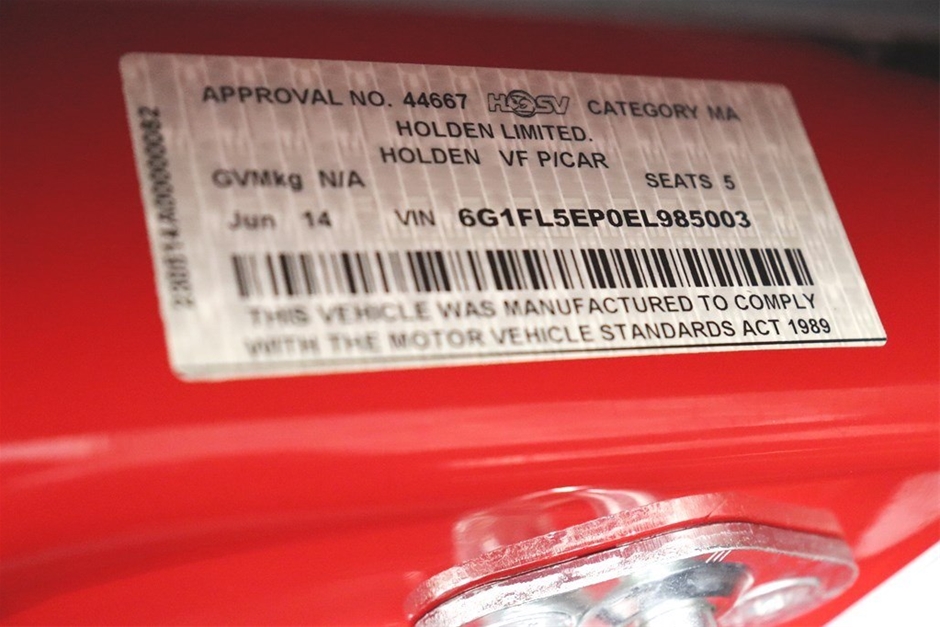 APPROVAL NO. 44667 HSV CATEGORY MA
HOLDEN LIMITED.
HOLDEN VF P/CAR
GVMkg N/A SEATS 5
Jun 14 VIN 6G1FL5EP0EL985003
THIS VEHICLE WAS MANUFACTURED TO COMPLY
WITH THE MOTOR VEHICLE STANDARDS ACT 1989